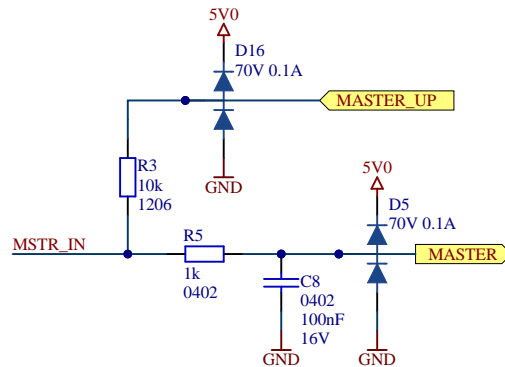 5V0
D16
70V 0.1A
MASTER_UP
GND
R3
10k
1206
5V0
D5
70V 0.1A
MSTR_IN
R5
1k
0402
MASTER
C8
0402
100nF
16V
GND
GND